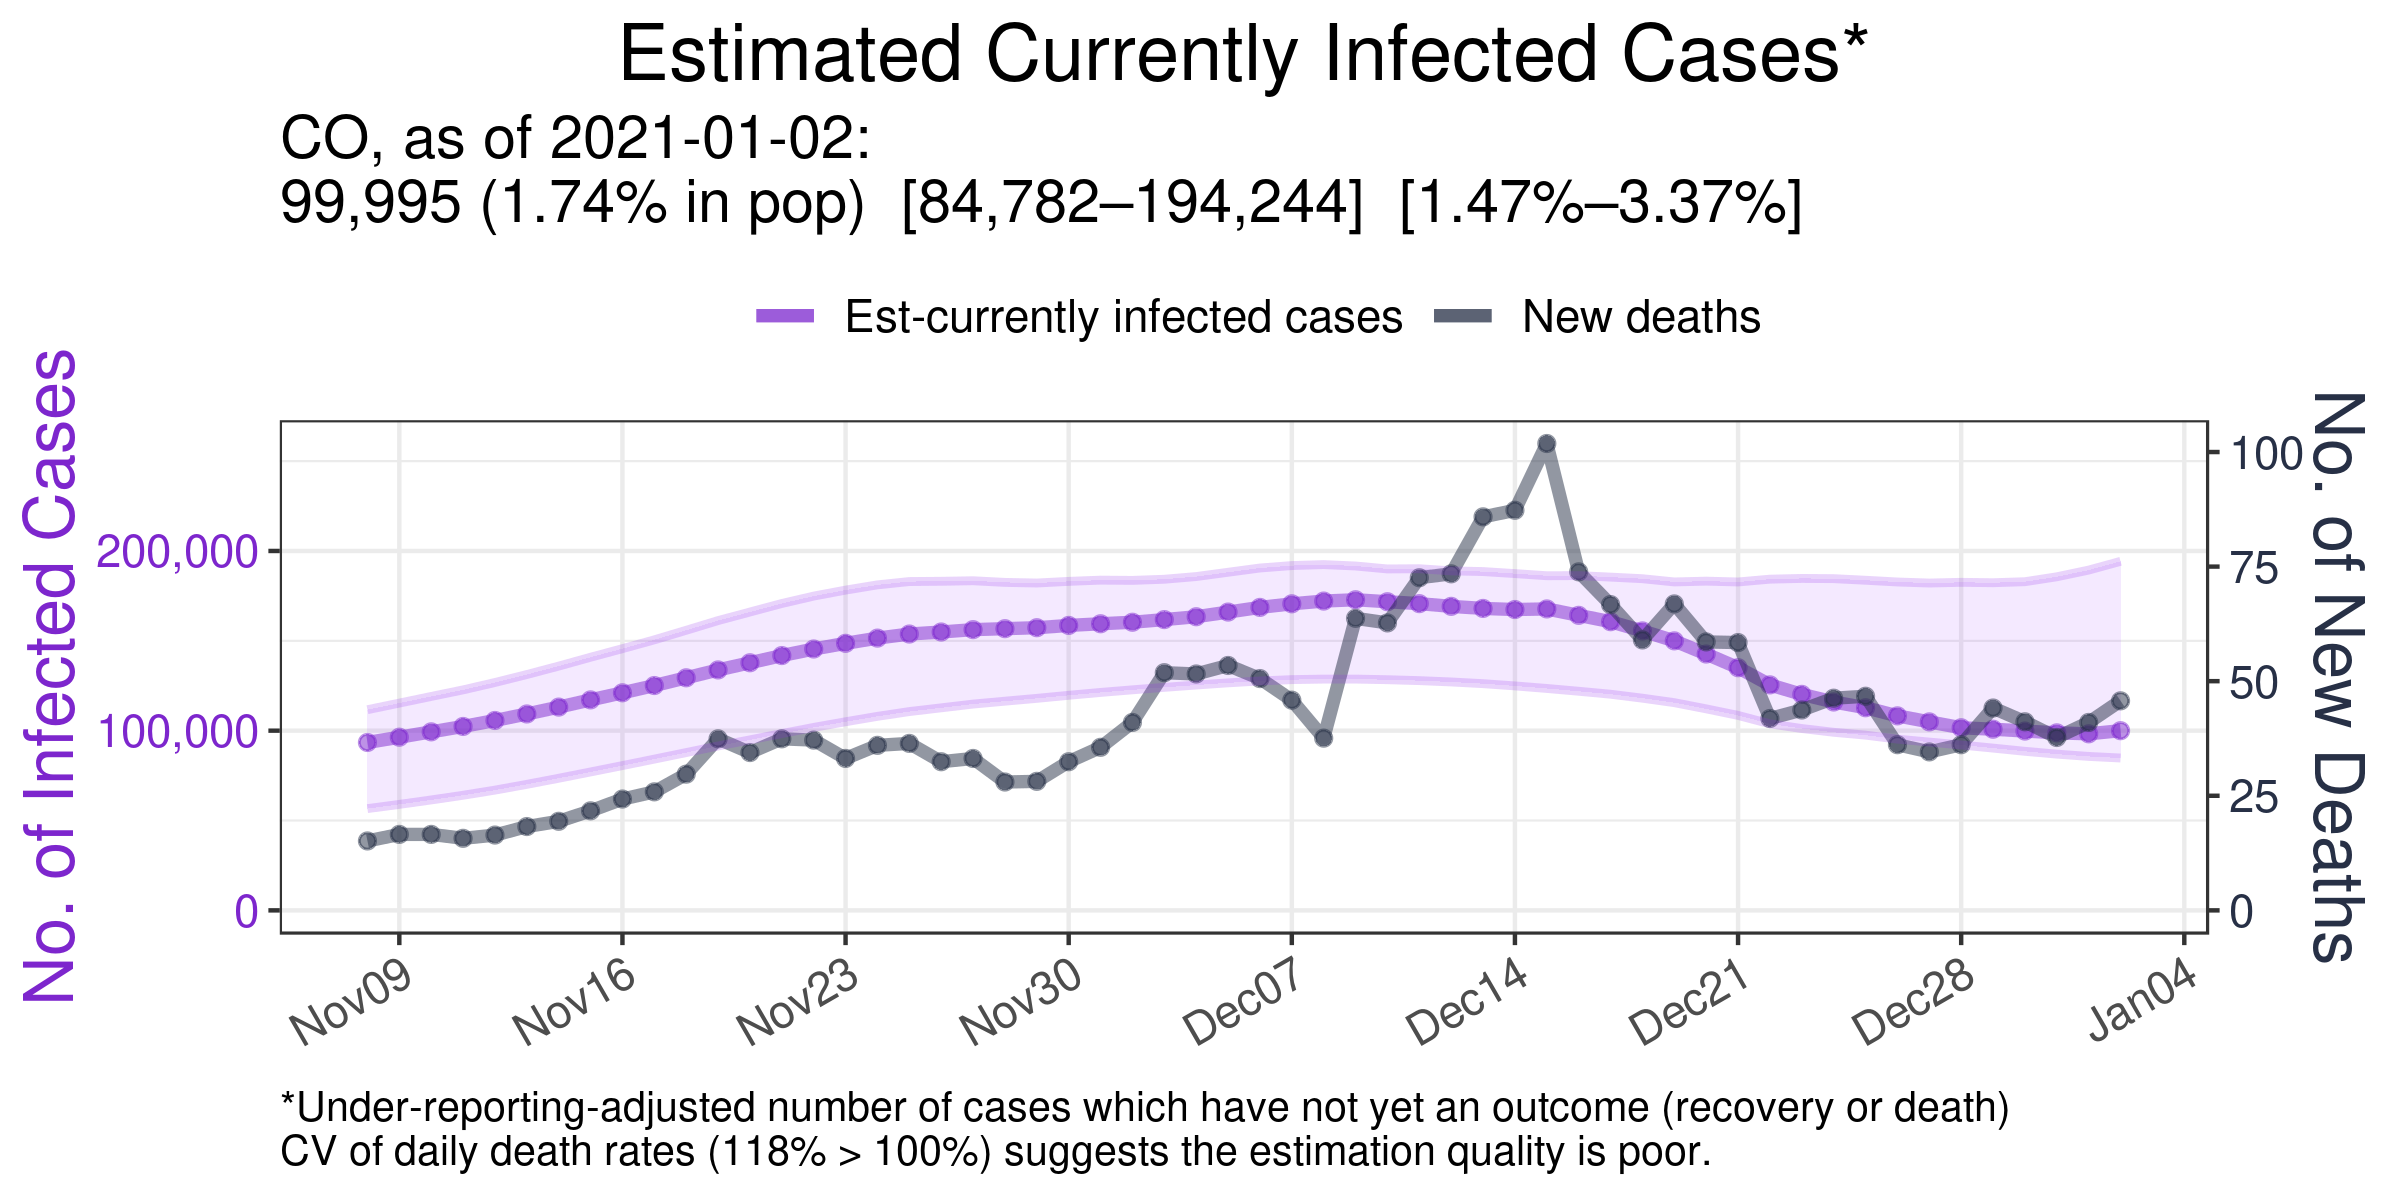 Estimated Currently Infected Cases*
CO, as of 2021-01-02:
99,995 (1.74% in pop)  [84,782–194,244]  [1.47%–3.37%]
Est-currently infected cases
New deaths
No. of Infected Cases
200,000
100,000
0
100
75
50
25
0
No. of New Deaths
Nov09
Nov16
Nov23
Nov30
Dec07
Dec14
Dec21
Dec28
Jan04
*Under-reporting-adjusted number of cases which have not yet an outcome (recovery or death)
CV of daily death rates (118% > 100%) suggests the estimation quality is poor.